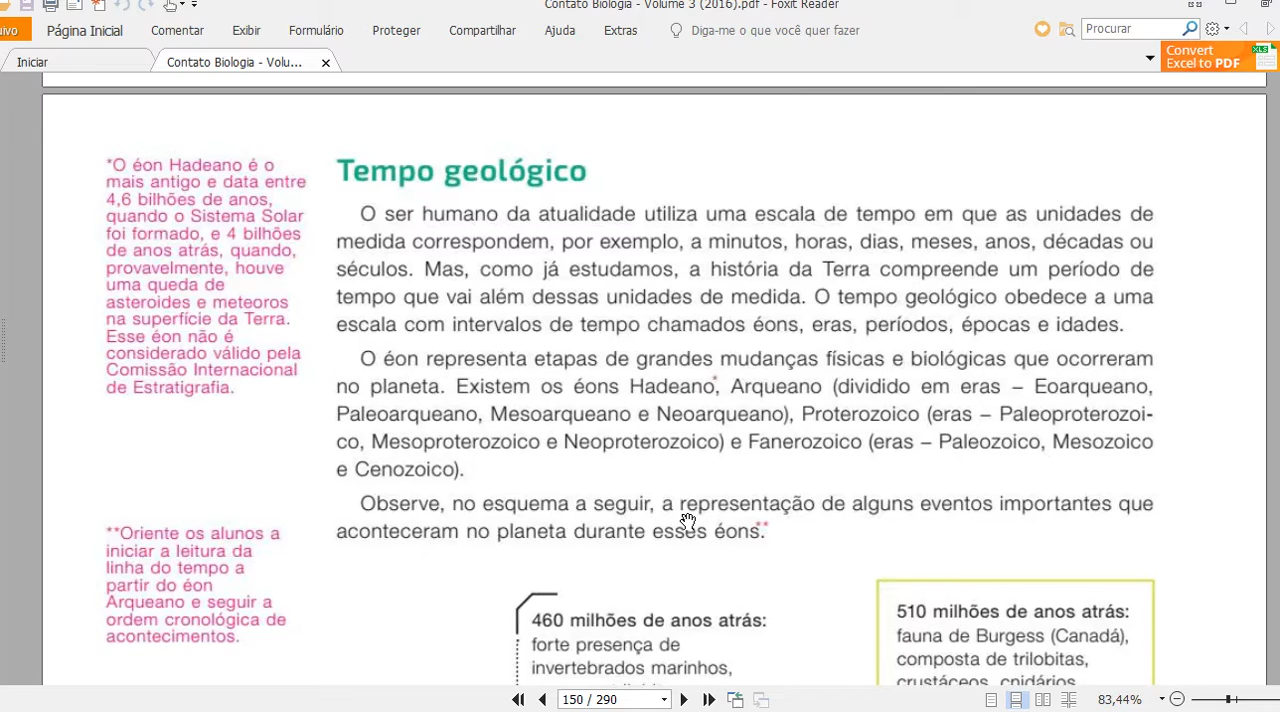 Contato Biologia - Volume 3 (2016).pdf - Foxit Reader
ivo Página Inicial Comentar Exibir Formulário Proteger Compartilhar Ajuda Extras Diga-me o que você quer fazer Procurar
Iniciar Contato Biologia - Volu... Convert
Excel to PDF
XLS
*O éon Hadeano é o
mais antigo e data entre
4,6 bilhões de anos,
quando o Sistema Solar
foi formado, e 4 bilhões
de anos atrás, quando,
provavelmente, houve
uma queda de
asteroides e meteoros
na superfície da Terra.
Esse éon não é
considerado válido pela
Comissão Internacional
de Estratigrafia.
Tempo geológico
O ser humano da atualidade utiliza uma escala de tempo em que as unidades de
medida correspondem, por exemplo, a minutos, horas, dias, meses, anos, décadas ou
séculos. Mas, como já estudamos, a história da Terra compreende um período de
tempo que vai além dessas unidades de medida. O tempo geológico obedece a uma
escala com intervalos de tempo chamados éons, eras, períodos, épocas e idades.
O éon representa etapas de grandes mudanças físicas e biológicas que ocorreram
no planeta. Existem os éons Hadeano*, Arqueano (dividido em eras – Eoarqueano,
Paleoarqueano, Mesoarqueano e Neoarqueano), Proterozoico (eras – Paleoproterozoi-
co, Mesoproterozoico e Neoproterozoico) e Fanerozoico (eras – Paleozoico, Mesozoico
e Cenozoico).
Observe, no esquema a seguir, a representação de alguns eventos importantes que
aconteceram no planeta durante esses éons.**
**Oriente os alunos a
iniciar a leitura da
linha do tempo a
partir do éon
Arqueano e seguir a
ordem cronológica de
acontecimentos.
460 milhões de anos atrás:
forte presença de
invertebrados marinhos,
510 milhões de anos atrás:
fauna de Burgess (Canadá),
composta de trilobitas,
crustáceos, cnidários,
150 / 290 83,44%